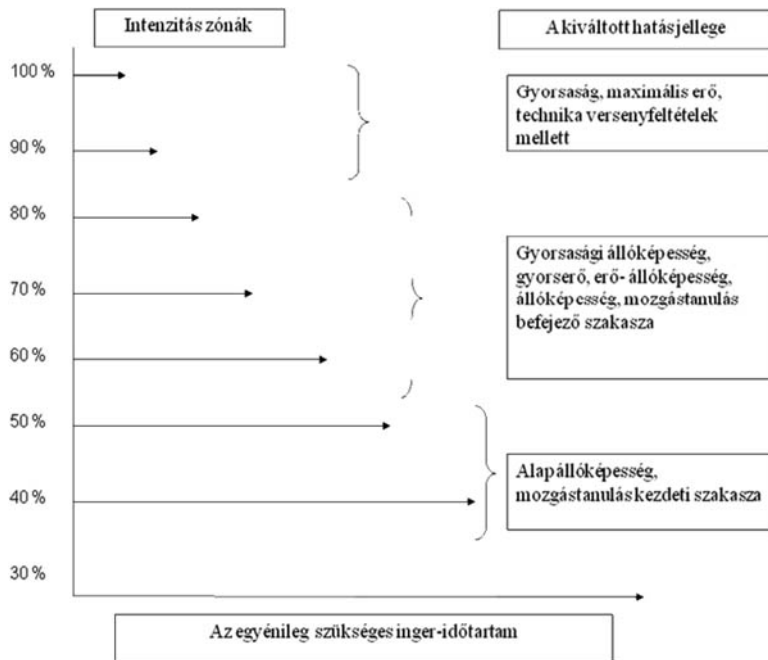 Intenzitás zónák
A kiváltott hatás jellege
100 %
90 %
80 %
70 %
60 %
50 %
40 %
30 %
Gyorsaság, maximális erő,
technika versenyfeltételek
mellett
Gyorsasági állóképesség,
gyorserő, erő- állóképesség,
állóképesség, mozgástanulás
befejező szakasza
Alapállóképesség,
mozgástanulás kezdeti szakasza
Az egyénileg szükséges inger-időtartam